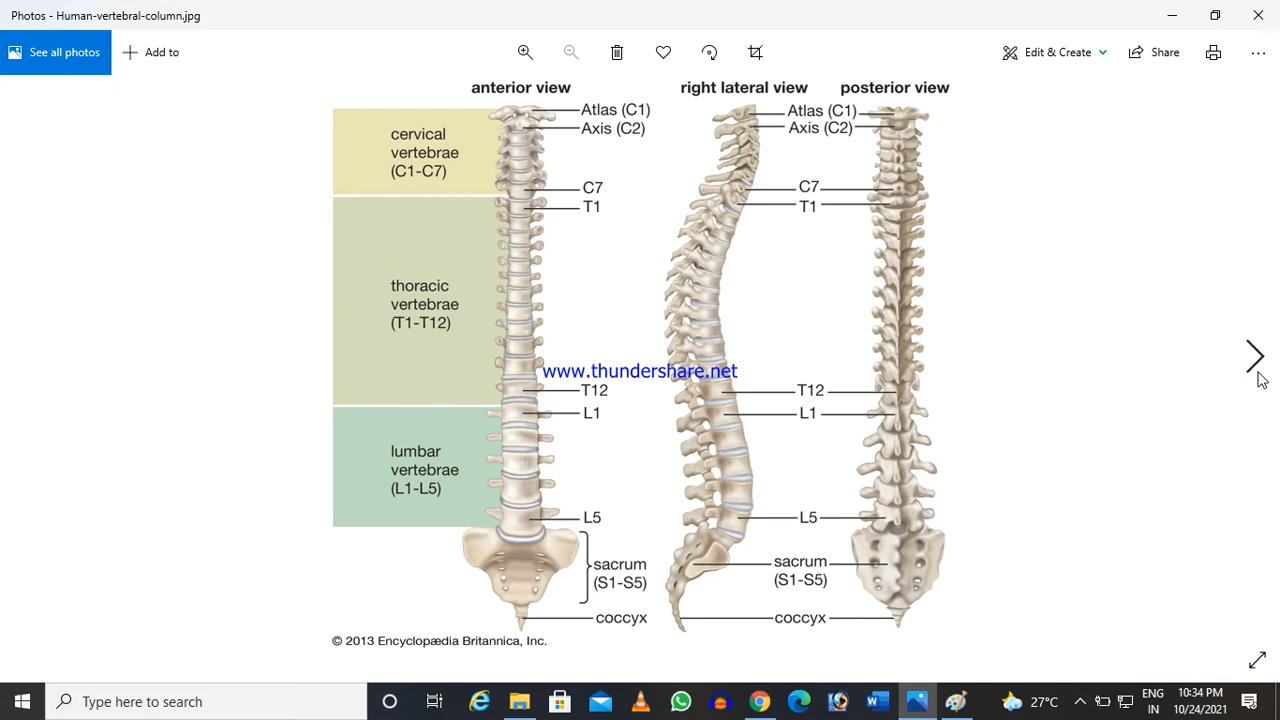 Photos - Human-vertebral-column.jpg
See all photos
Add to
Edit & Create
Share
anterior view
right lateral view
posterior view
cervical
vertebrae
(C1-C7)
thoracic
vertebrae
(T1-T12)
lumbar
vertebrae
(L1-L5)
Atlas (C1)
Axis (C2)
C7
T1
T12
L1
L5
sacrum
(S1-S5)
coccyx
Atlas (C1)
Axis (C2)
C7
T1
T12
L1
L5
sacrum
(S1-S5)
coccyx
www.thundershare.net
© 2013 Encyclopædia Britannica, Inc.
Type here to search
27°C
ENG
IN
10:34 PM
10/24/2021